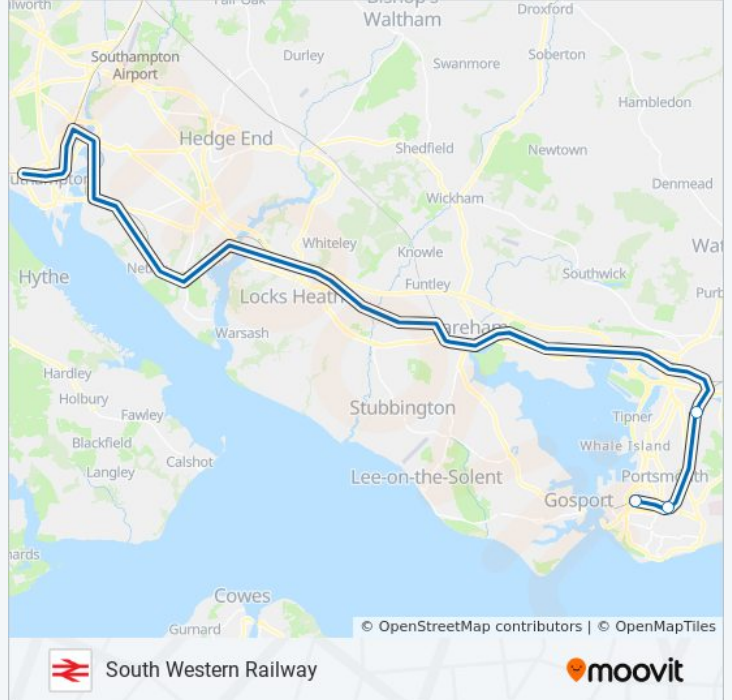 Droxford
Bishop's
Waltham
Southampton
Airport
Durley
Swanmore
Soberton
Hambledon
Hedge End
Shedfield
Newtown
Denmead
Wickham
Whiteley
Knowle
Southwick
Hythe
Funtley
Locks Heath
Warsash
Hardley
Holbury
Fawley
Stubbington
Tipner
Blackfield
Whale Island
Calshot
Langley
Lee-on-the-Solent
Portsmouth
Gosport
Cowes
Gurnard
© OpenStreetMap contributors | © OpenMapTiles
South Western Railway
moovit